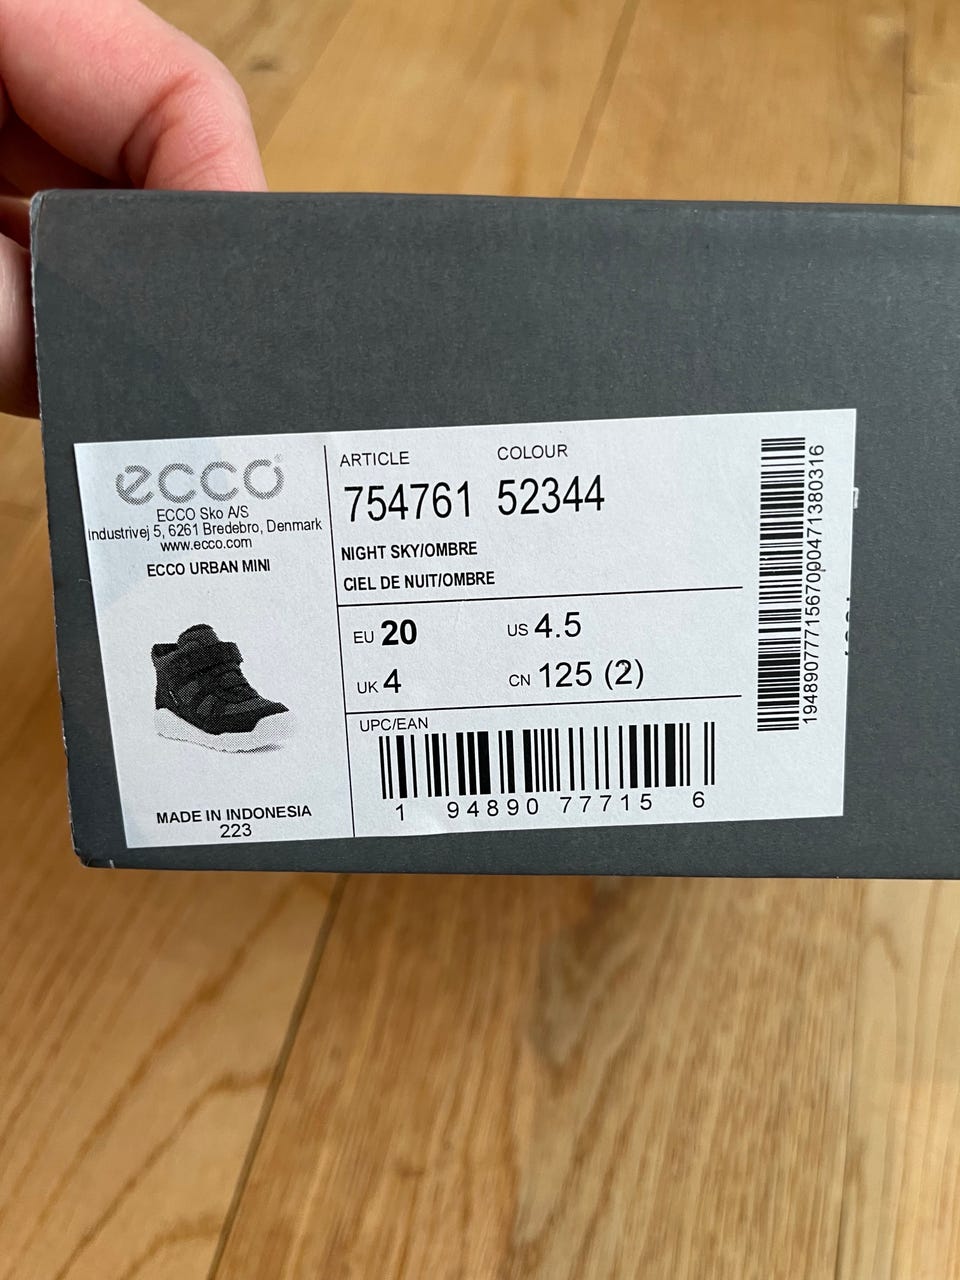 ecco
ECCO Sko A/S
Industrivej 5, 6261 Bredebro, Denmark
www.ecco.com
ECCO URBAN MINI
MADE IN INDONESIA
223
ARTICLE COLOUR
754761 52344
NIGHT SKY/OMBRE
CIEL DE NUIT/OMBRE
EU 20 US 4.5
UK 4 CN 125 (2)
UPC/EAN
1 94890 77715 6
1948907771567000471380316